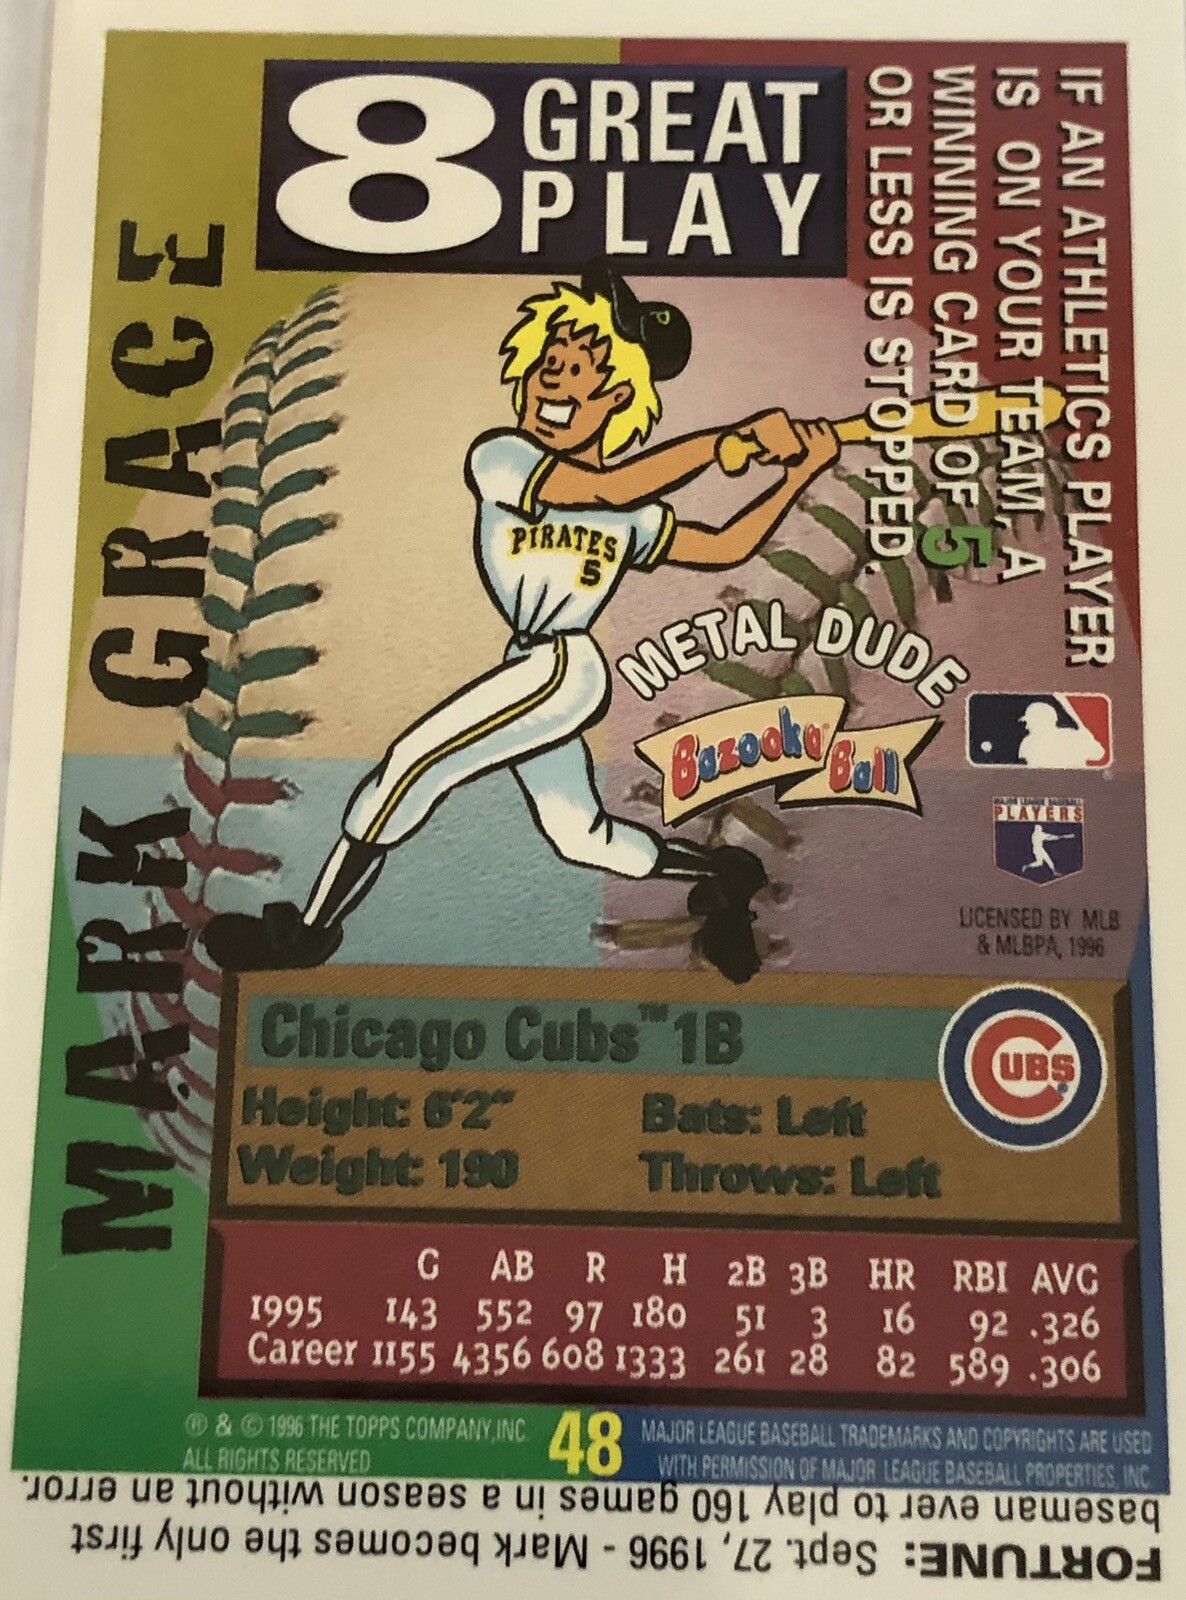 8 GREAT
PLAY
IF AN ATHLETICS PLAYER
IS ON YOUR TEAM, A
WINNING CARD OF 5
OR LESS IS STOPPED.
MARK GRACE
P
PIRATES
5
METAL DUDE
Bazooka Ball
MAJOR LEAGUE BASEBALL
PLAYERS
LICENSED BY MLB
& MLBPA, 1996
Chicago Cubs™ 1B
CUBS
Height: 6'2" Bats: Left
Weight: 190 Throws: Left
G AB R H 2B 3B HR RBI AVG
1995 143 552 97 180 51 3 16 92 .326
Career 1155 4356 608 1333 261 28 82 589 .306
® & © 1996 THE TOPPS COMPANY, INC.
ALL RIGHTS RESERVED
48
MAJOR LEAGUE BASEBALL TRADEMARKS AND COPYRIGHTS ARE USED
WITH PERMISSION OF MAJOR LEAGUE BASEBALL PROPERTIES, INC.
FORTUNE: Sept. 27, 1996 - Mark becomes the only first
baseman ever to play 160 games in a season without an error.